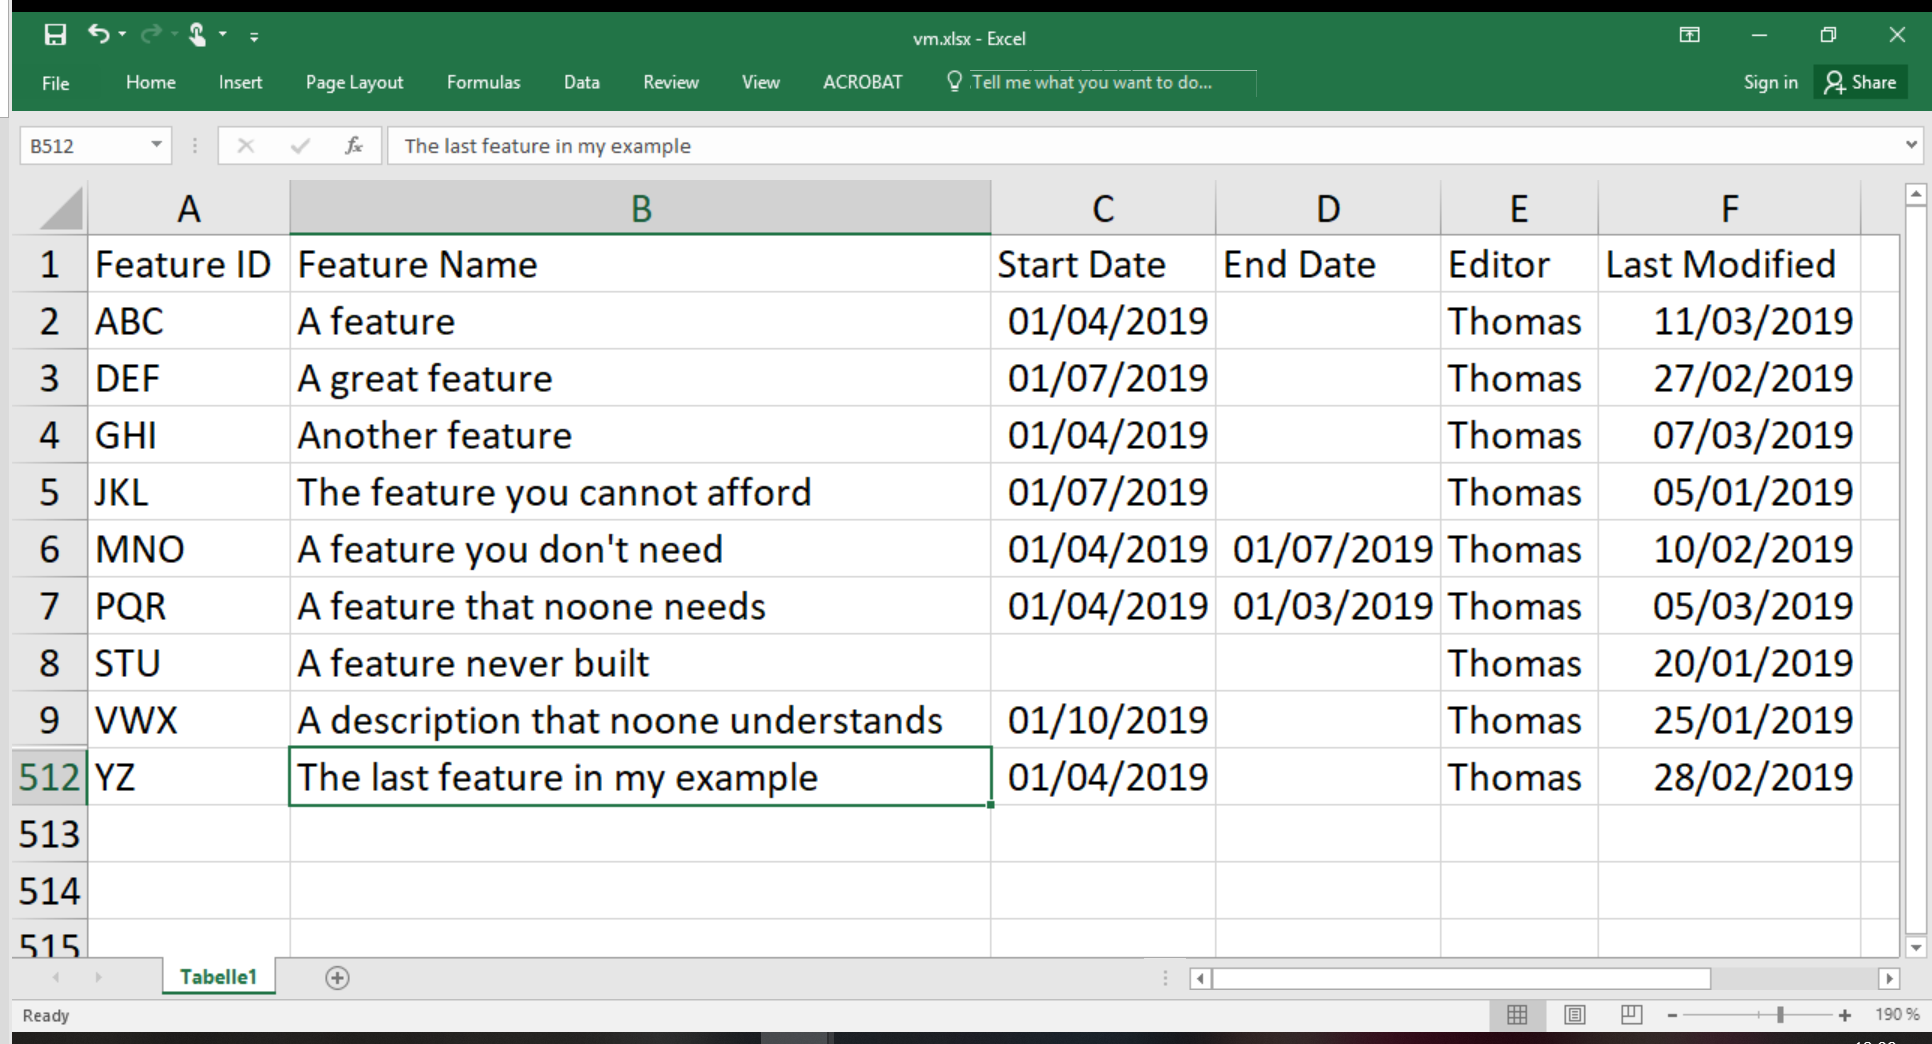 vm.xlsx - Excel
File Home Insert Page Layout Formulas Data Review View ACROBAT Tell me what you want to do... Sign in Share
B512 fx The last feature in my example
A B C D E F
1 Feature ID Feature Name Start Date End Date Editor Last Modified
2 ABC A feature 01/04/2019 Thomas 11/03/2019
3 DEF A great feature 01/07/2019 Thomas 27/02/2019
4 GHI Another feature 01/04/2019 Thomas 07/03/2019
5 JKL The feature you cannot afford 01/07/2019 Thomas 05/01/2019
6 MNO A feature you don't need 01/04/2019 01/07/2019 Thomas 10/02/2019
7 PQR A feature that noone needs 01/04/2019 01/03/2019 Thomas 05/03/2019
8 STU A feature never built Thomas 20/01/2019
9 VWX A description that noone understands 01/10/2019 Thomas 25/01/2019
512 YZ The last feature in my example 01/04/2019 Thomas 28/02/2019
513
514
515
Tabelle1
Ready 190 %